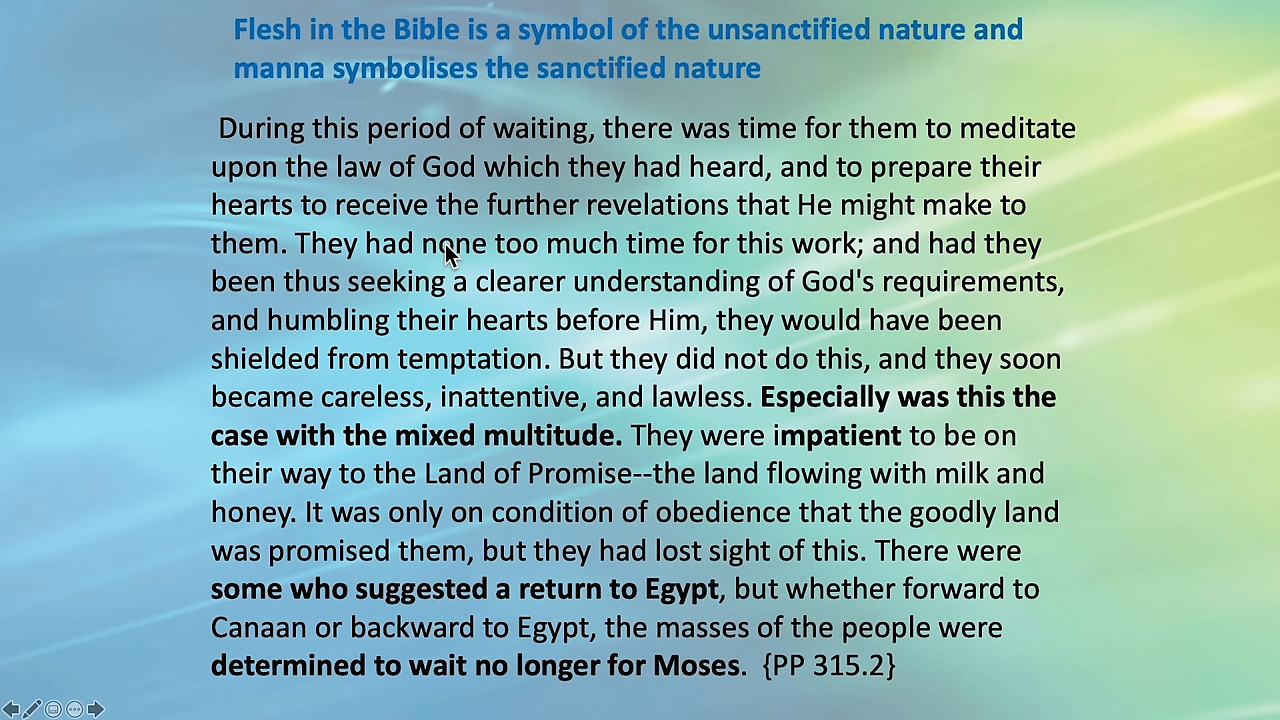 Flesh in the Bible is a symbol of the unsanctified nature and
manna symbolises the sanctified nature
During this period of waiting, there was time for them to meditate
upon the law of God which they had heard, and to prepare their
hearts to receive the further revelations that He might make to
them. They had none too much time for this work; and had they
been thus seeking a clearer understanding of God's requirements,
and humbling their hearts before Him, they would have been
shielded from temptation. But they did not do this, and they soon
became careless, inattentive, and lawless. Especially was this the
case with the mixed multitude. They were impatient to be on
their way to the Land of Promise--the land flowing with milk and
honey. It was only on condition of obedience that the goodly land
was promised them, but they had lost sight of this. There were
some who suggested a return to Egypt, but whether forward to
Canaan or backward to Egypt, the masses of the people were
determined to wait no longer for Moses.  {PP 315.2}